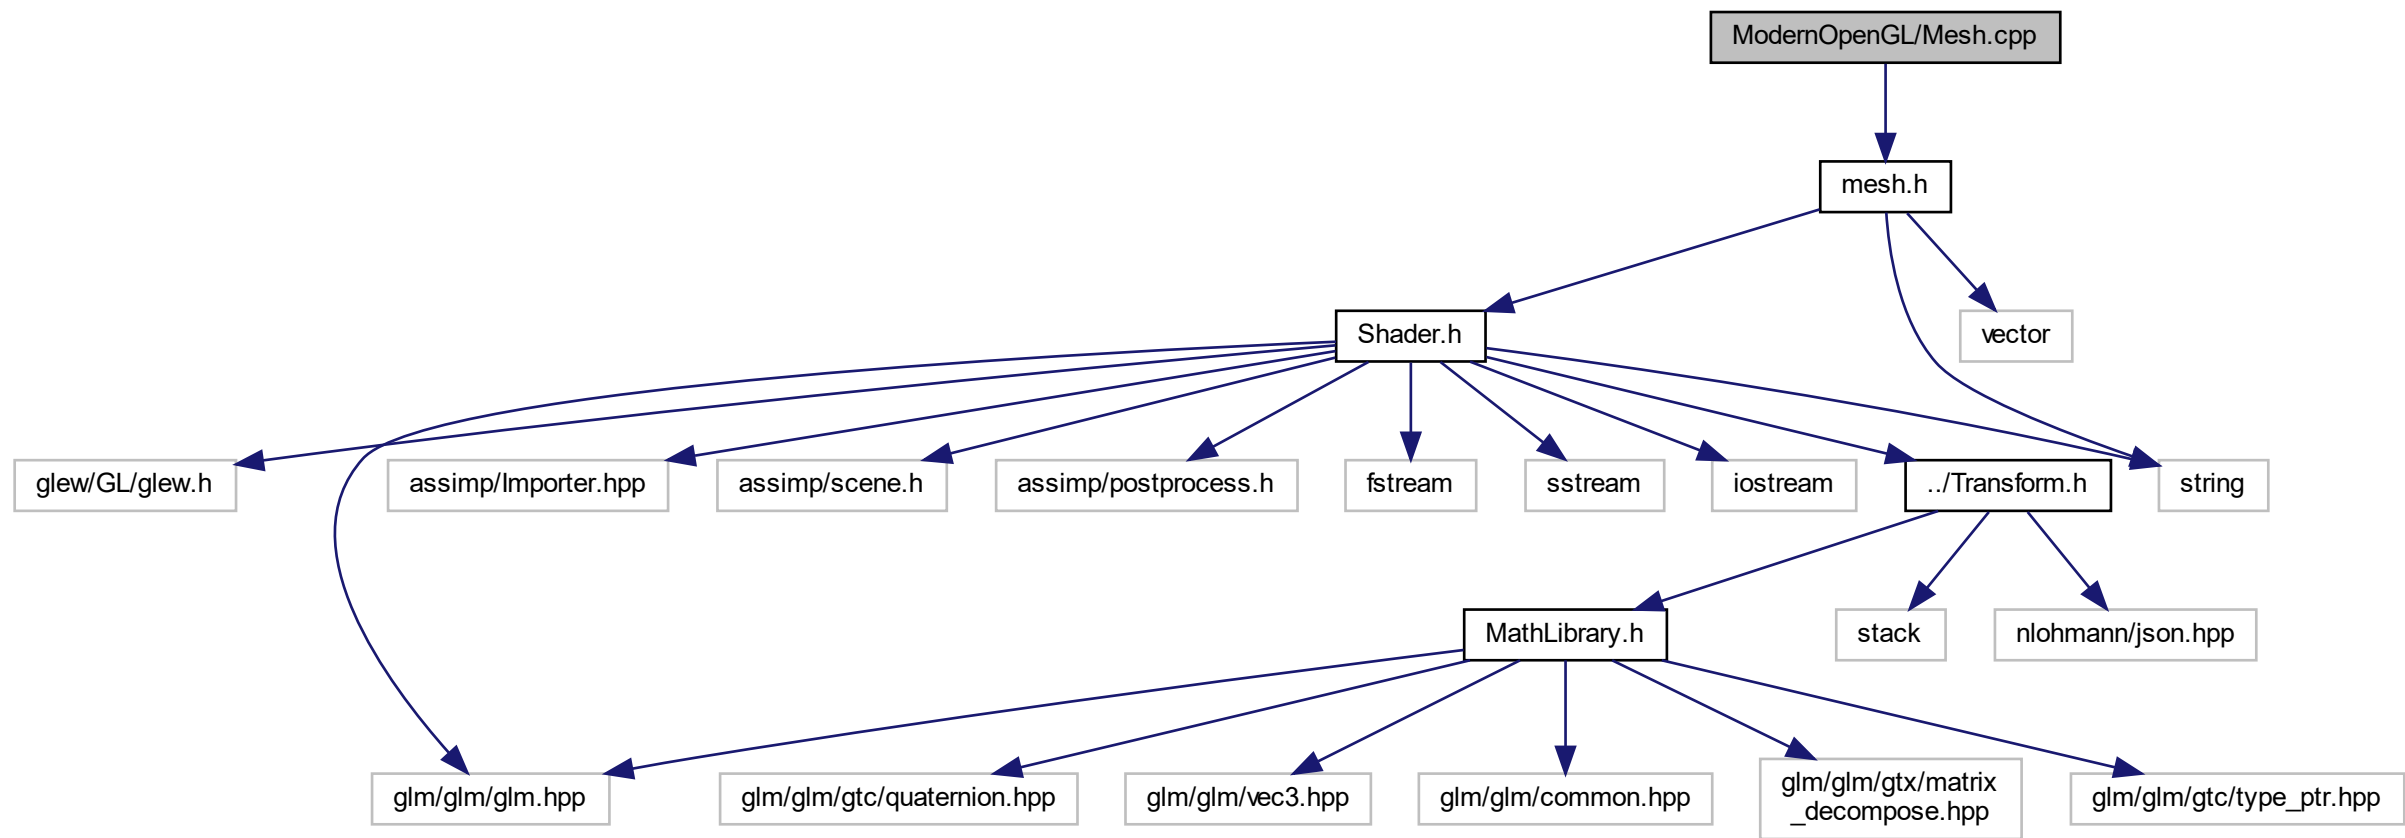 ModernOpenGL/Mesh.cpp
mesh.h
Shader.h
vector
glew/GL/glew.h
assimp/Importer.hpp
assimp/scene.h
assimp/postprocess.h
fstream
sstream
iostream
../Transform.h
string
MathLibrary.h
stack
nlohmann/json.hpp
glm/glm/glm.hpp
glm/glm/gtc/quaternion.hpp
glm/glm/vec3.hpp
glm/glm/common.hpp
glm/glm/gtx/matrix
_decompose.hpp
glm/glm/gtc/type_ptr.hpp